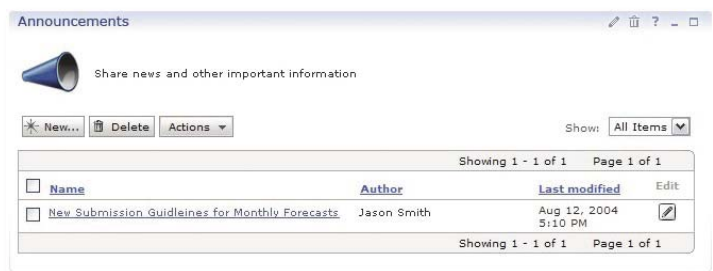 Announcements ?
Share news and other important information
New... Delete Actions Show: All Items
Showing 1 - 1 of 1 Page 1 of 1
Name Author Last modified Edit
New Submission Guidleines for Monthly Forecasts Jason Smith Aug 12, 2004
5:10 PM
Showing 1 - 1 of 1 Page 1 of 1